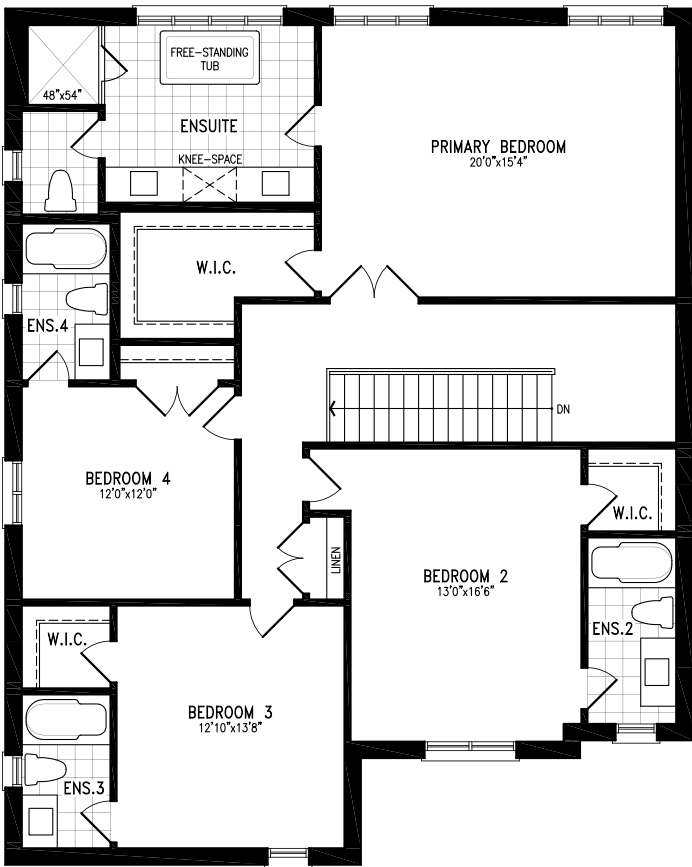 FREE-STANDING
TUB
48"x54"
ENSUITE
KNEE-SPACE
PRIMARY BEDROOM
20'0"x15'4"
W.I.C.
ENS.4
DN
BEDROOM 4
12'0"x12'0"
W.I.C.
LINEN
BEDROOM 2
13'0"x16'6"
ENS.2
W.I.C.
BEDROOM 3
12'10"x13'8"
ENS.3